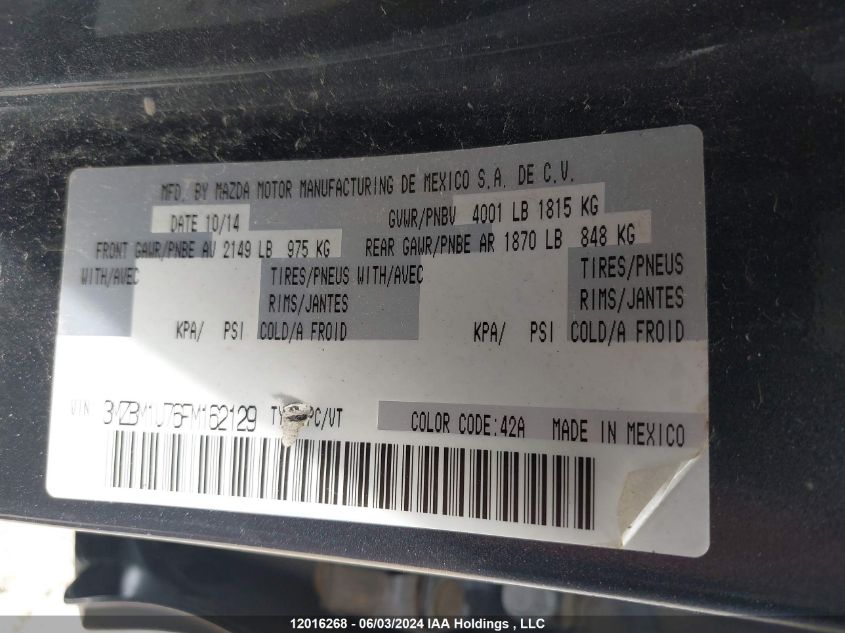 MFD. BY MAZDA MOTOR MANUFACTURING DE MEXICO S.A. DE C.V.
DATE 10/14 GVWR/PNBV 4001 LB 1815 KG
FRONT GAWR/PNBE AV 2149 LB 975 KG REAR GAWR/PNBE AR 1870 LB 848 KG
WITH/AVEC TIRES/PNEUS WITH/AVEC TIRES/PNEUS
RIMS/JANTES RIMS/JANTES
KPA/ PSI COLD/A FROID KPA/ PSI COLD/A FROID
VIN 3MZBM1U76FM162129 PC/VT COLOR CODE:42A MADE IN MEXICO
12016268 - 06/03/2024 IAA Holdings , LLC